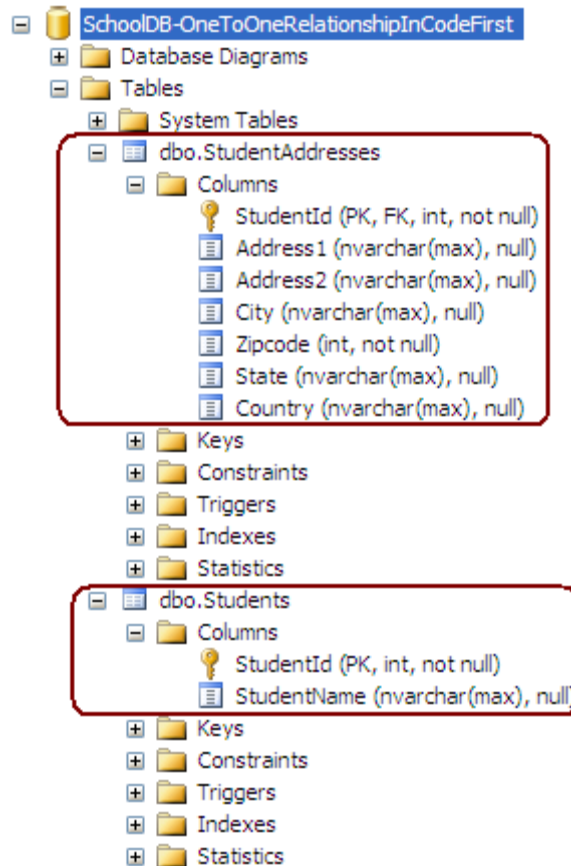 SchoolDB-OneToOneRelationshipInCodeFirst
Database Diagrams
Tables
System Tables
dbo.StudentAddresses
Columns
StudentId (PK, FK, int, not null)
Address1 (nvarchar(max), null)
Address2 (nvarchar(max), null)
City (nvarchar(max), null)
Zipcode (int, not null)
State (nvarchar(max), null)
Country (nvarchar(max), null)
Keys
Constraints
Triggers
Indexes
Statistics
dbo.Students
Columns
StudentId (PK, int, not null)
StudentName (nvarchar(max), null)
Keys
Constraints
Triggers
Indexes
Statistics